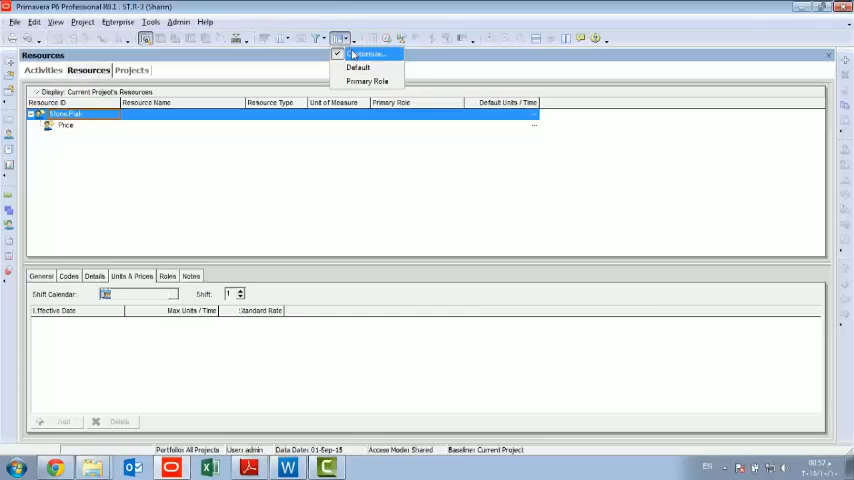 Primavera P6 Professional R8.1 : ST.R-3 (Sharm)
File Edit View Project Enterprise Tools Admin Help
Customize...
Resources
Default
Activities Resources Projects
Primary Role
Display: Current Project's Resources
Resource ID Resource Name Resource Type Unit of Measure Primary Role Default Units / Time
Stone.Park
Price
General Codes Details Units & Prices Roles Notes
Shift Calendar: Shift: 1
Effective Date Max Units / Time Standard Rate
Add Delete
Portfolio: All Projects User: admin Data Date: 01-Sep-15 Access Mode: Shared Baseline: Current Project
EN